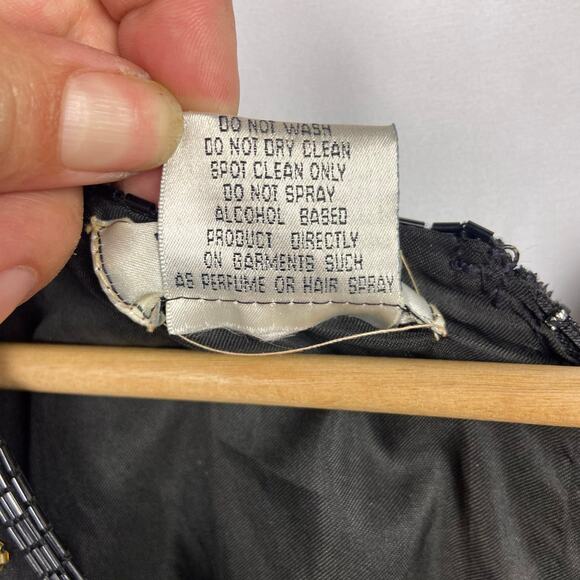 DO NOT WASH
DO NOT DRY CLEAN
SPOT CLEAN ONLY
DO NOT SPRAY
ALCOHOL BASED
PRODUCT DIRECTLY
ON GARMENTS SUCH
AS PERFUME OR HAIR SPRAY